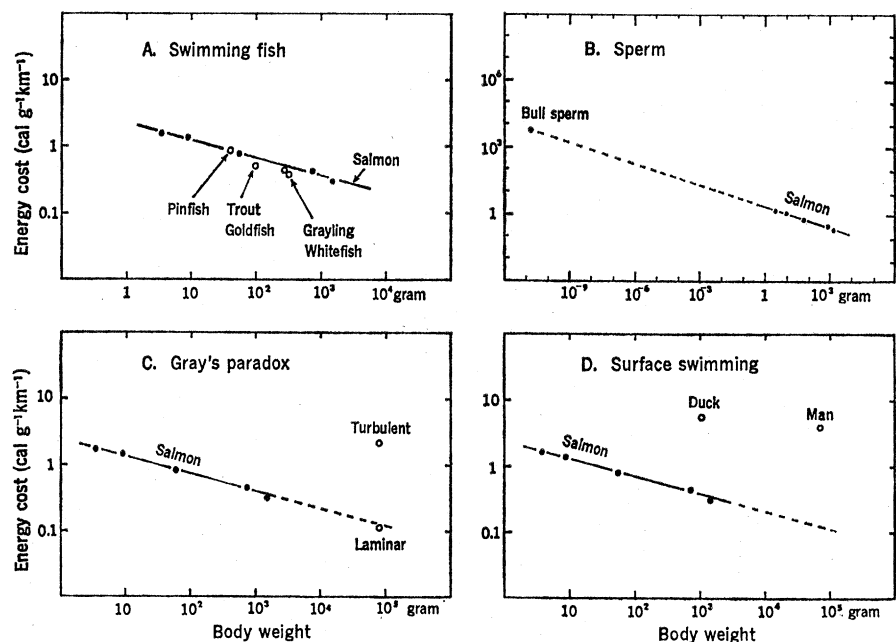 A. Swimming fish
Energy cost (cal g⁻¹km⁻¹)
10
1
0.1
Salmon
Pinfish
Trout
Goldfish
Grayling
Whitefish
1
10
10²
10³
10⁴ gram
B. Sperm
10⁶
10³
1
Bull sperm
Salmon
10⁻⁹
10⁻⁶
10⁻³
1
10³ gram
C. Gray's paradox
Energy cost (cal g⁻¹km⁻¹)
10
1
0.1
Turbulent
Salmon
Laminar
10
10²
10³
10⁴
10⁵ gram
Body weight
D. Surface swimming
10
1
0.1
Duck
Man
Salmon
10
10²
10³
10⁴
10⁵ gram
Body weight